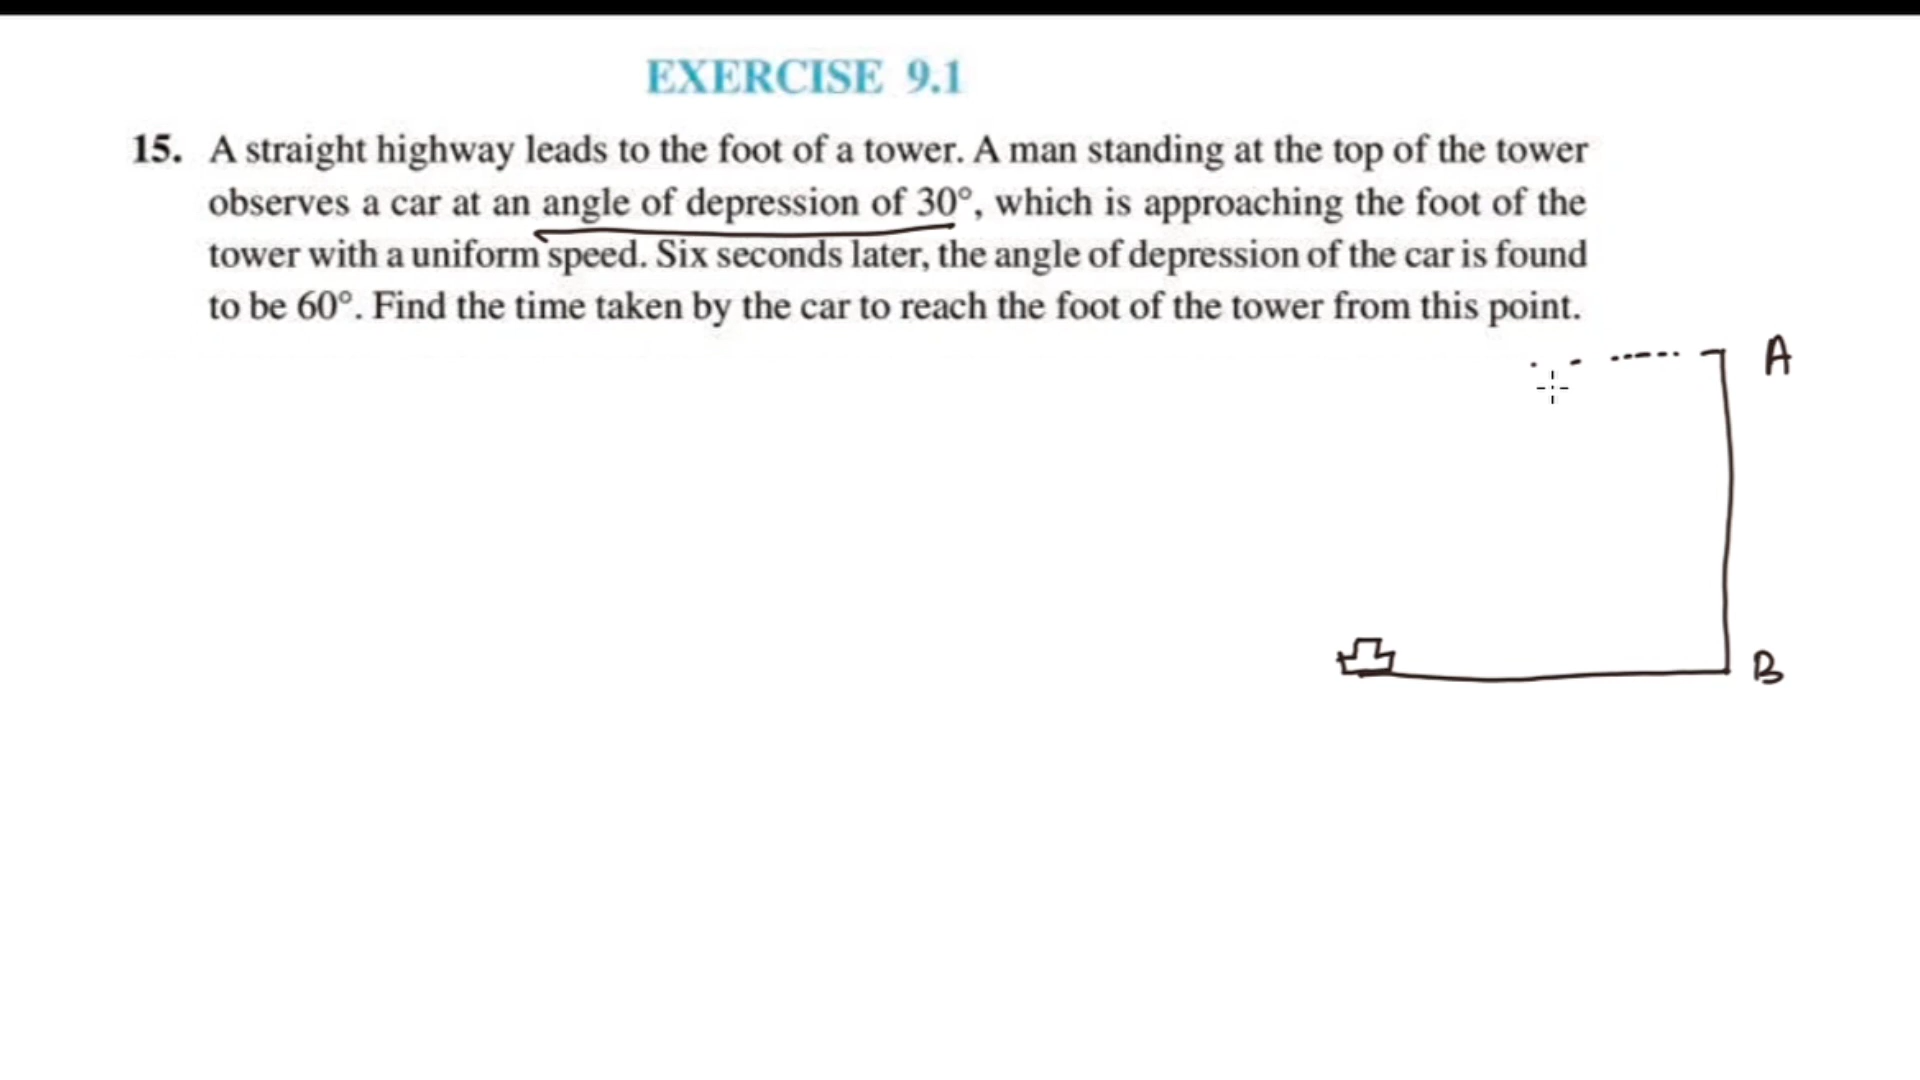 EXERCISE 9.1
15. A straight highway leads to the foot of a tower. A man standing at the top of the tower
observes a car at an angle of depression of 30°, which is approaching the foot of the
tower with a uniform speed. Six seconds later, the angle of depression of the car is found
to be 60°. Find the time taken by the car to reach the foot of the tower from this point.
A
B